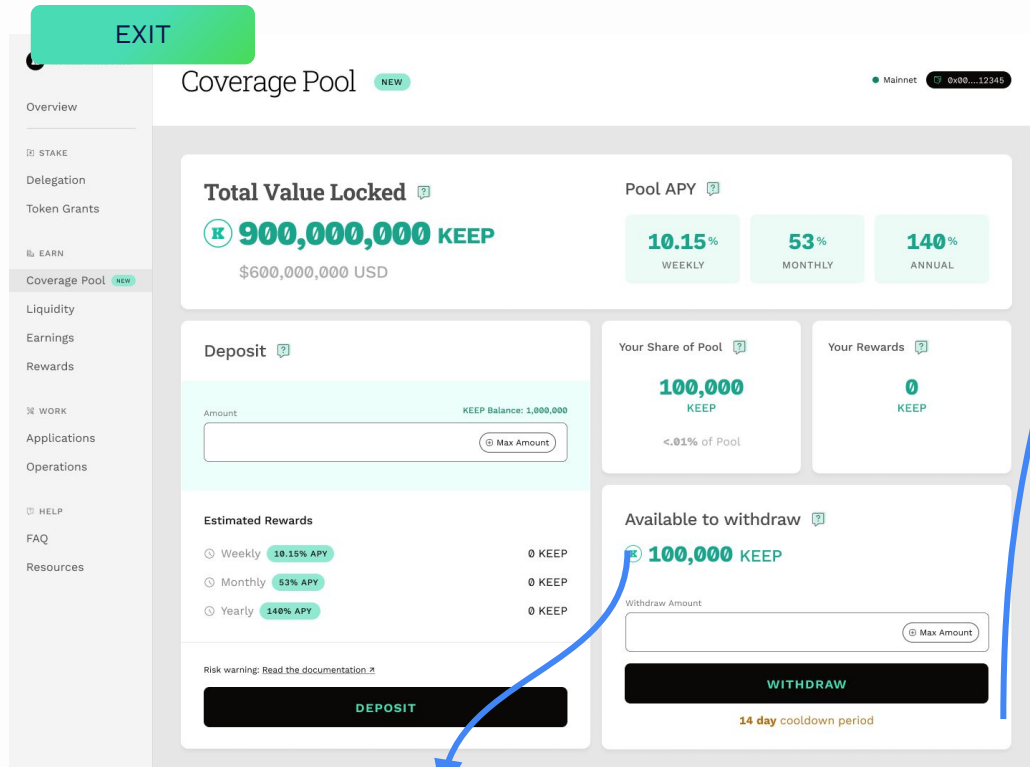 EXIT
Coverage Pool NEW
Mainnet 0x00....12345
Overview
STAKE
Delegation
Token Grants
EARN
Coverage Pool NEW
Liquidity
Earnings
Rewards
WORK
Applications
Operations
HELP
FAQ
Resources
Total Value Locked ?
K 900,000,000 KEEP
$600,000,000 USD
Pool APY ?
10.15% 53% 140%
WEEKLY MONTHLY ANNUAL
Deposit ?
Amount KEEP Balance: 1,000,000
Max Amount
Estimated Rewards
Weekly 10.15% APY 0 KEEP
Monthly 53% APY 0 KEEP
Yearly 140% APY 0 KEEP
Risk warning: Read the documentation ↗
DEPOSIT
Your Share of Pool ?
100,000
KEEP
<.01% of Pool
Your Rewards ?
0
KEEP
Available to withdraw ?
K 100,000 KEEP
Withdraw Amount
Max Amount
WITHDRAW
14 day cooldown period